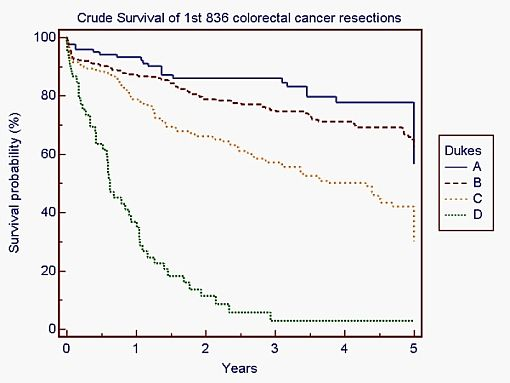 Crude Survival of 1st 836 colorectal cancer resections
Survival probability (%)
100
80
60
40
20
0
0 1 2 3 4 5
Years
Dukes
A
B
C
D